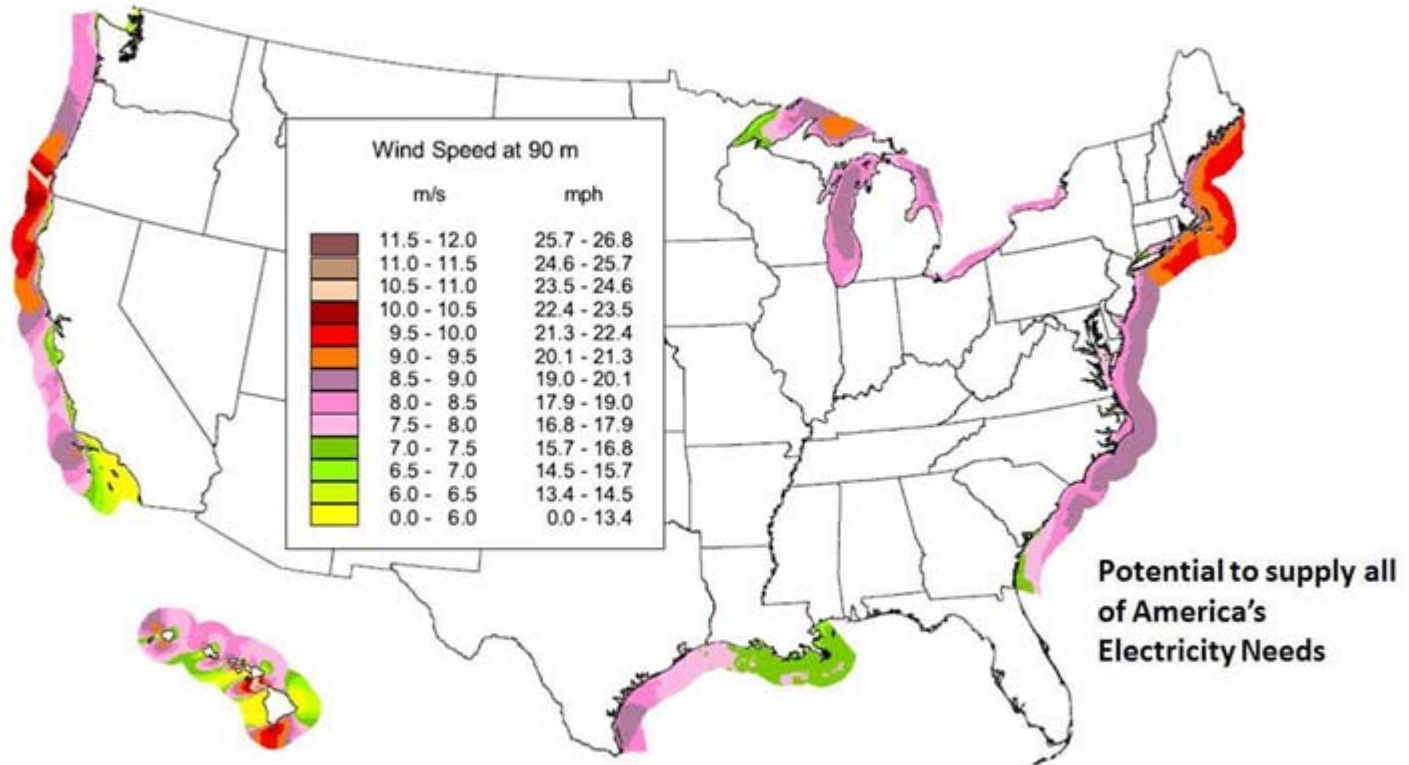 Wind Speed at 90 m
m/s mph
11.5 - 12.0 25.7 - 26.8
11.0 - 11.5 24.6 - 25.7
10.5 - 11.0 23.5 - 24.6
10.0 - 10.5 22.4 - 23.5
9.5 - 10.0 21.3 - 22.4
9.0 - 9.5 20.1 - 21.3
8.5 - 9.0 19.0 - 20.1
8.0 - 8.5 17.9 - 19.0
7.5 - 8.0 16.8 - 17.9
7.0 - 7.5 15.7 - 16.8
6.5 - 7.0 14.5 - 15.7
6.0 - 6.5 13.4 - 14.5
0.0 - 6.0 0.0 - 13.4
Potential to supply all
of America’s
Electricity Needs